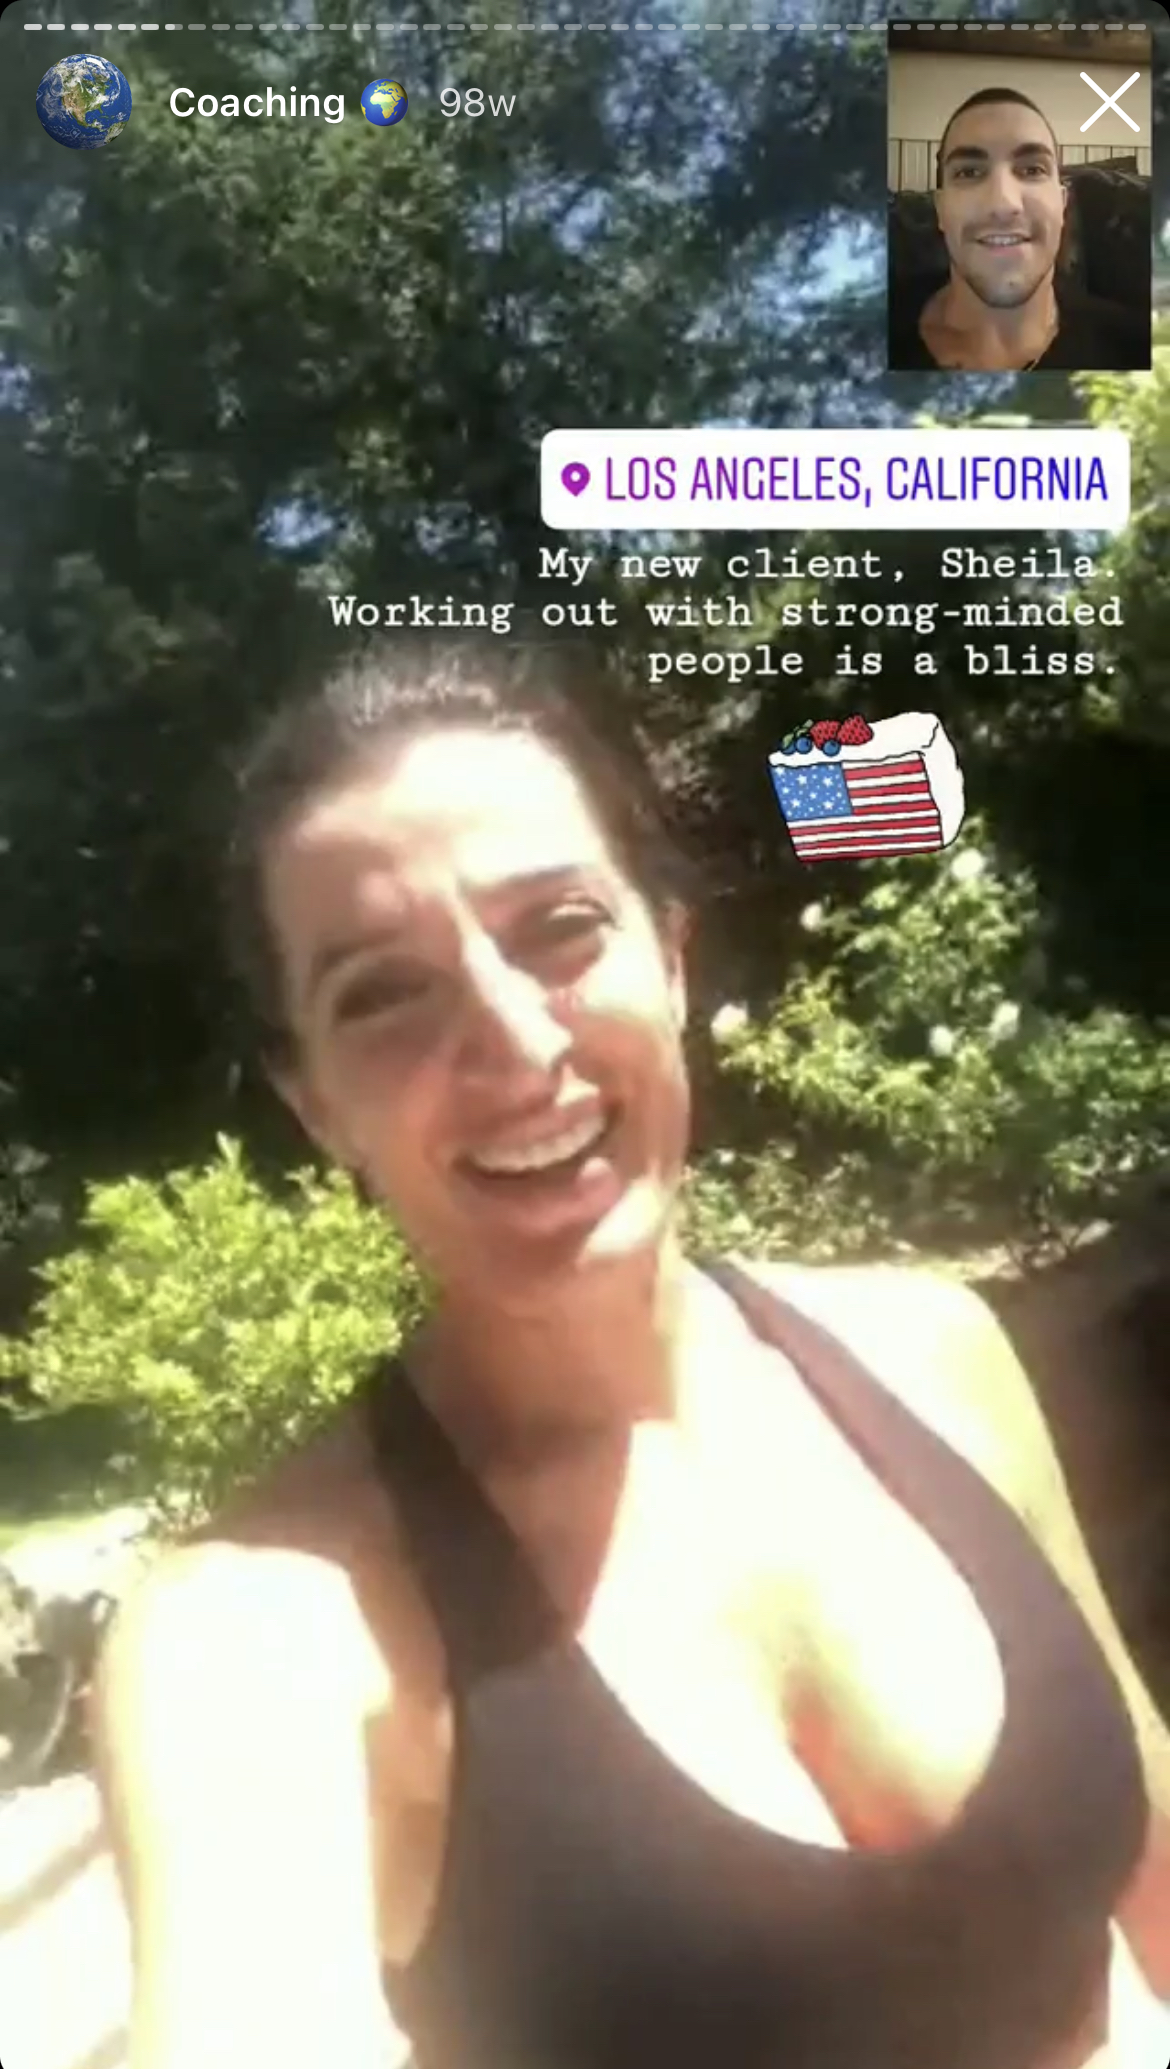 Coaching 🌍 98w
LOS ANGELES, CALIFORNIA
My new client, Sheila.
Working out with strong-minded
people is a bliss.